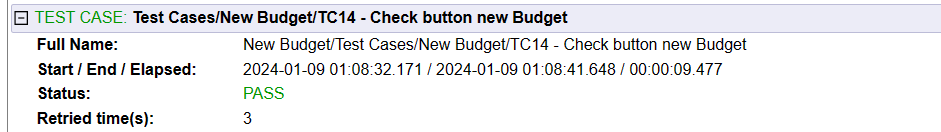 TEST CASE: Test Cases/New Budget/TC14 - Check button new Budget
Full Name: New Budget/Test Cases/New Budget/TC14 - Check button new Budget
Start / End / Elapsed: 2024-01-09 01:08:32.171 / 2024-01-09 01:08:41.648 / 00:00:09.477
Status: PASS
Retried time(s): 3